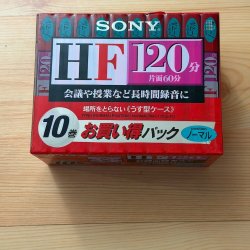 SONY
HF 120分
片面60分
会議や授業など長時間録音に
場所をとらない〈うす型ケース〉
10巻 お買い得パック ノーマル